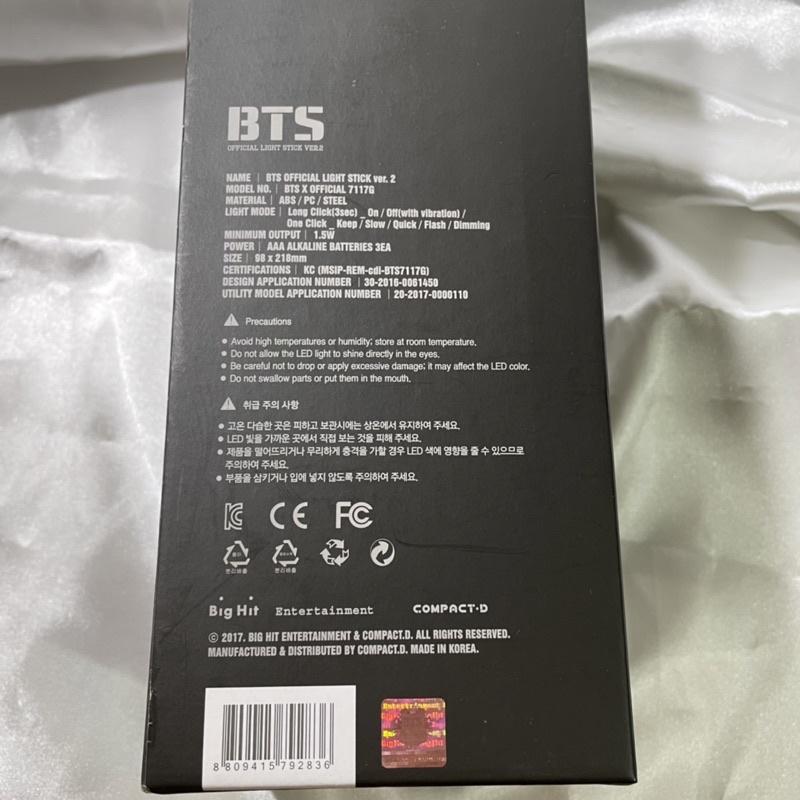 BTS
OFFICIAL LIGHT STICK VER.2
NAME | BTS OFFICIAL LIGHT STICK ver. 2
MODEL NO. | BTS X OFFICIAL 7117G
MATERIAL | ABS / PC / STEEL
LIGHT MODE | Long Click(3sec) _ On / Off(with vibration) /
One Click _ Keep / Slow / Quick / Flash / Dimming
MINIMUM OUTPUT | 1.5W
POWER | AAA ALKALINE BATTERIES 3EA
SIZE | 98 x 218mm
CERTIFICATIONS | KC (MSIP-REM-cdi-BTS7117G)
DESIGN APPLICATION NUMBER | 30-2016-0061450
UTILITY MODEL APPLICATION NUMBER | 20-2017-0000110
Precautions
• Avoid high temperatures or humidity; store at room temperature.
• Do not allow the LED light to shine directly in the eyes.
• Be careful not to drop or apply excessive damage; it may affect the LED color.
• Do not swallow parts or put them in the mouth.
취급 주의 사항
• 고온 다습한 곳은 피하고 보관시에는 상온에서 유지하여 주세요.
• LED 빛을 가까운 곳에서 직접 보는 것을 피해 주세요.
• 제품을 떨어뜨리거나 무리하게 충격을 가할 경우 LED 색에 영향을 줄 수 있으므로
주의하여 주세요.
• 부품을 삼키거나 입에 넣지 않도록 주의하여 주세요.
KC CE FC
분리배출 분리배출
Big Hit Entertainment COMPACT·D
© 2017. BIG HIT ENTERTAINMENT & COMPACT.D. ALL RIGHTS RESERVED.
MANUFACTURED & DISTRIBUTED BY COMPACT.D. MADE IN KOREA.
8 809415 792836